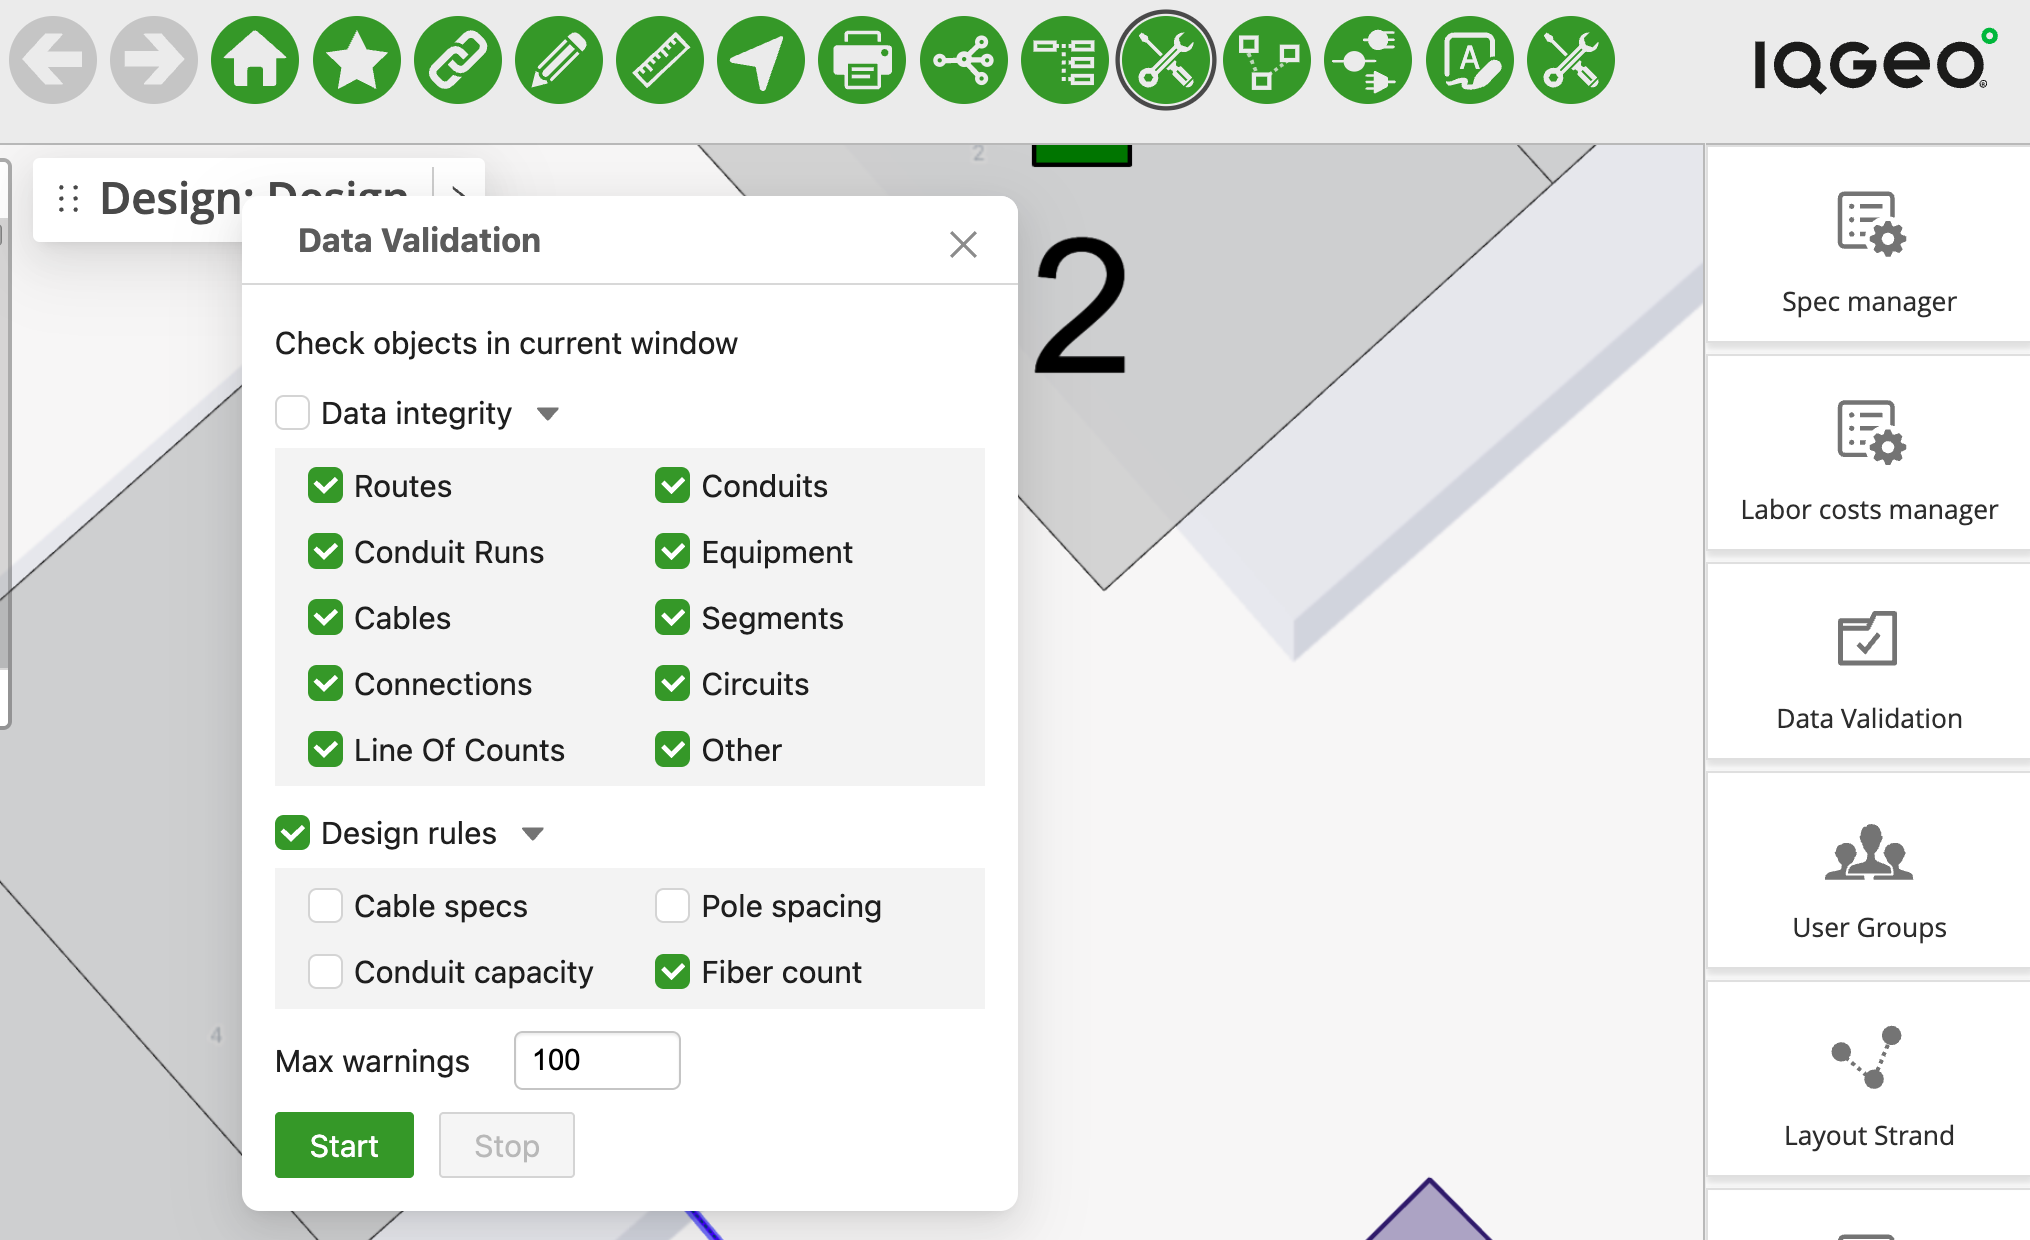 IQGeo
2
Design: Design
Data Validation
2
Check objects in current window
Data integrity
Routes
Conduits
Conduit Runs
Equipment
Cables
Segments
Connections
Circuits
Line Of Counts
Other
Design rules
Cable specs
Pole spacing
Conduit capacity
Fiber count
4
Max warnings
100
Start
Stop
Spec manager
Labor costs manager
Data Validation
User Groups
Layout Strand